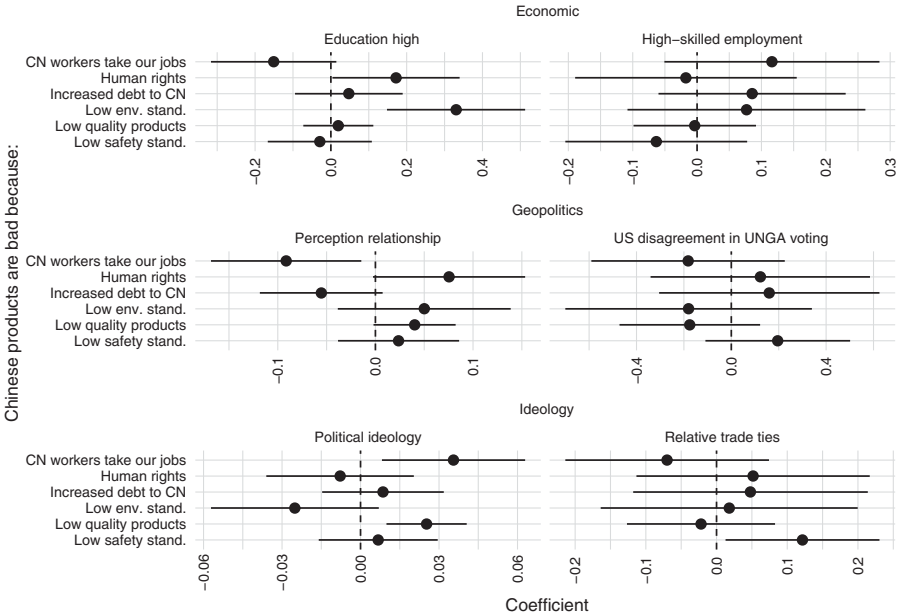 Economic
Education high
High−skilled employment
CN workers take our jobs
Human rights
Increased debt to CN
Low env. stand.
Low quality products
Low safety stand.
−0.2
0.0
0.2
0.4
−0.2
−0.1
0.0
0.1
0.2
0.3
Chinese products are bad because:
Geopolitics
Perception relationship
US disagreement in UNGA voting
CN workers take our jobs
Human rights
Increased debt to CN
Low env. stand.
Low quality products
Low safety stand.
−0.1
0.0
0.1
−0.4
0.0
0.4
Ideology
Political ideology
Relative trade ties
CN workers take our jobs
Human rights
Increased debt to CN
Low env. stand.
Low quality products
Low safety stand.
−0.06
−0.03
0.00
0.03
0.06
−0.2
−0.1
0.0
0.1
0.2
Coefficient